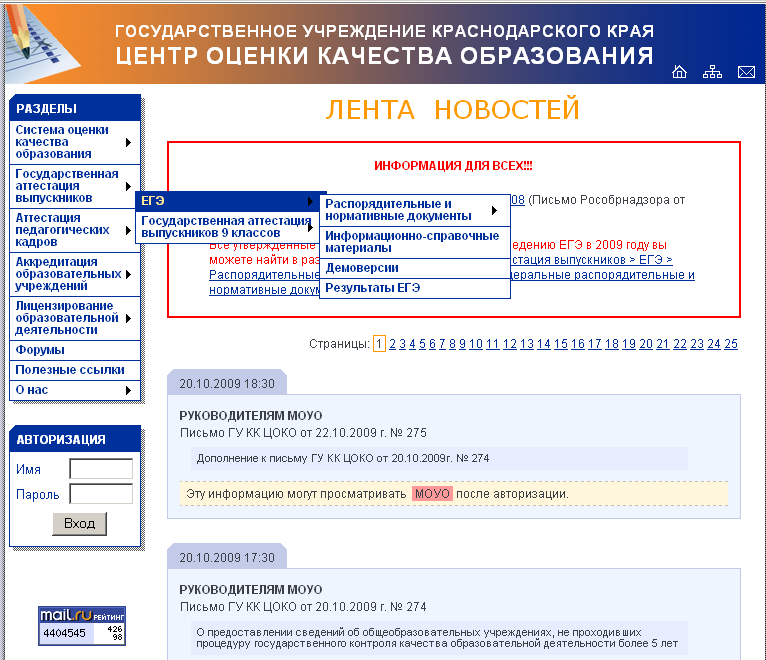 ГОСУДАРСТВЕННОЕ УЧРЕЖДЕНИЕ КРАСНОДАРСКОГО КРАЯ
ЦЕНТР ОЦЕНКИ КАЧЕСТВА ОБРАЗОВАНИЯ
РАЗДЕЛЫ
Система оценки
качества
образования
Государственная
аттестация
выпускников
Аттестация
педагогических
кадров
Аккредитация
образовательных
учреждений
Лицензирование
образовательной
деятельности
Форумы
Полезные ссылки
О нас
ЕГЭ
Государственная аттестация
выпускников 9 классов
Распорядительные и
нормативные документы
Информационно-справочные
материалы
Демоверсии
Результаты ЕГЭ
АВТОРИЗАЦИЯ
Имя
Пароль
Вход
mail.ru РЕЙТИНГ
4404545
426
98
ЛЕНТА НОВОСТЕЙ
ИНФОРМАЦИЯ ДЛЯ ВСЕХ!!!
08 (Письмо Рособрнадзора от
Все утвержденные ведению ЕГЭ в 2009 году вы
можете найти в раз стация выпускников > ЕГЭ >
Распорядительные деральные распорядительные и
нормативные докум
Страницы: 1 2 3 4 5 6 7 8 9 10 11 12 13 14 15 16 17 18 19 20 21 22 23 24 25
20.10.2009 18:30
РУКОВОДИТЕЛЯМ МОУО
Письмо ГУ КК ЦОКО от 22.10.2009 г. № 275
Дополнение к письму ГУ КК ЦОКО от 20.10.2009г. № 274
Эту информацию могут просматривать МОУО после авторизации.
20.10.2009 17:30
РУКОВОДИТЕЛЯМ МОУО
Письмо ГУ КК ЦОКО от 20.10.2009 г. № 274
О предоставлении сведений об общеобразовательных учреждениях, не проходивших
процедуру государственного контроля качества образовательной деятельности более 5 лет